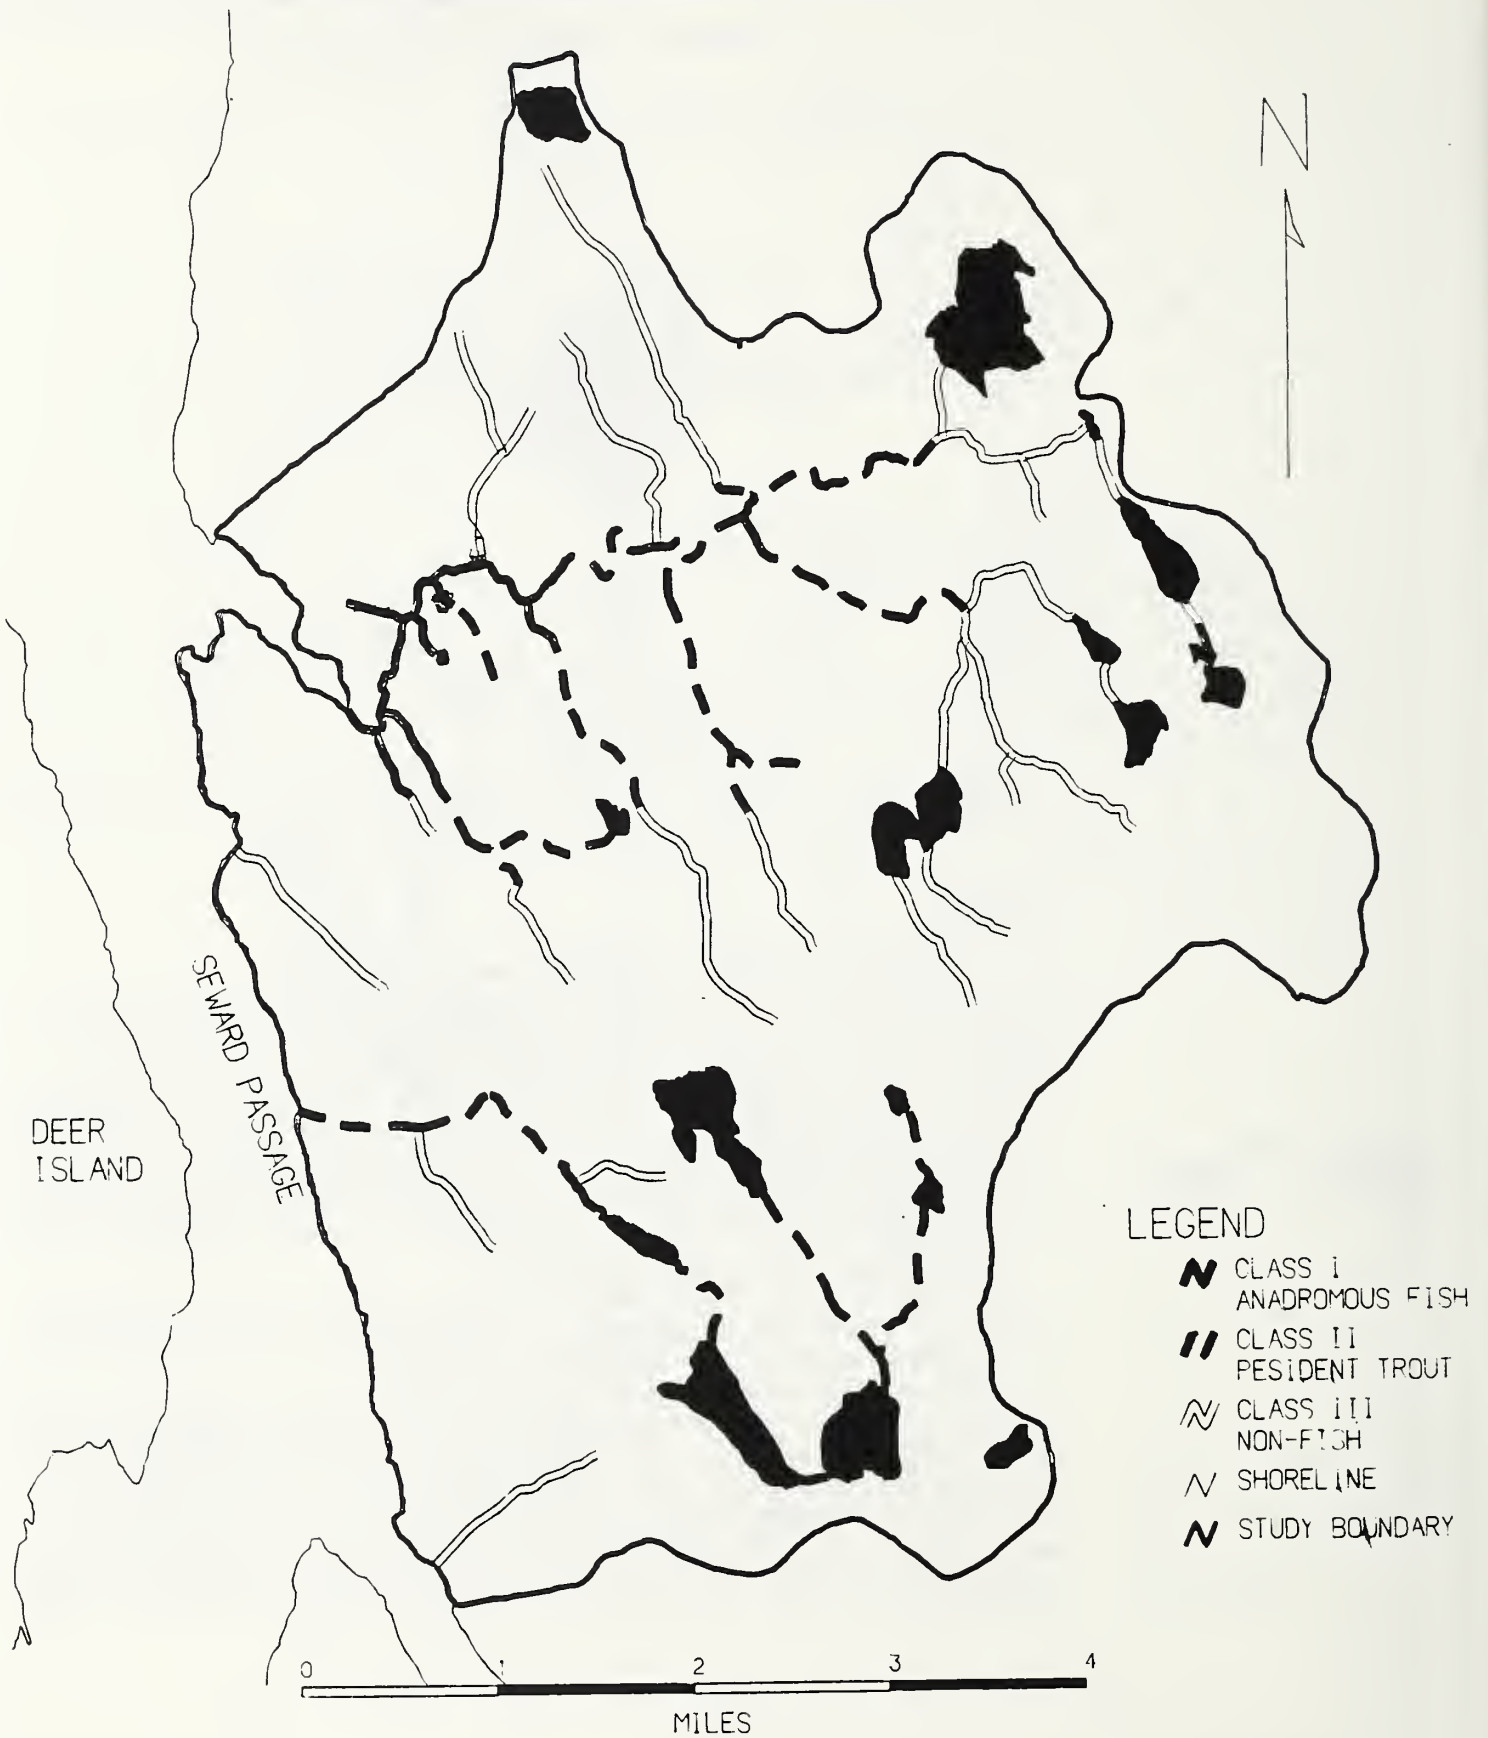 N
SEWARD PASSAGE
DEER
ISLAND
LEGEND
CLASS I
ANADROMOUS FISH
CLASS II
PESIDENT TROUT
CLASS III
NON-FISH
SHORELINE
STUDY BOUNDARY
0 1 2 3 4
MILES